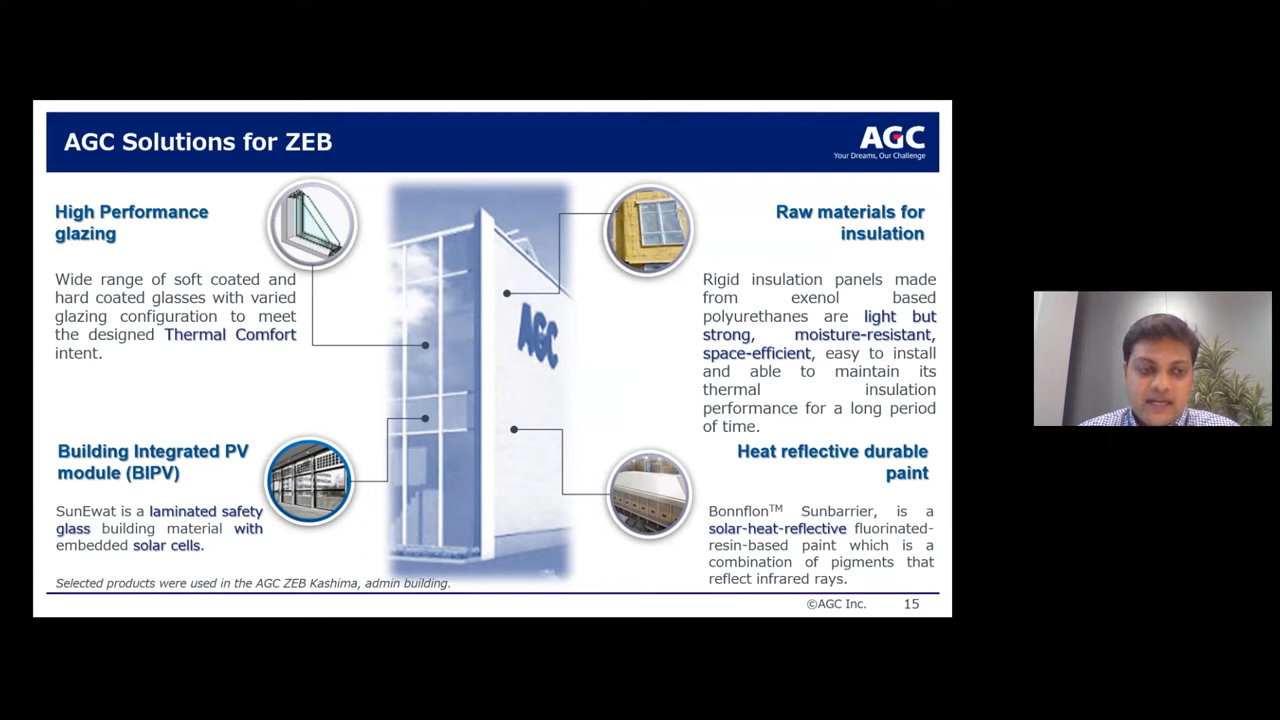 AGC Solutions for ZEB
AGC
Your Dreams, Our Challenge
High Performance
glazing
Wide range of soft coated and
hard coated glasses with varied
glazing configuration to meet
the designed Thermal Comfort
intent.
Raw materials for
insulation
Rigid insulation panels made
from exenol based
polyurethanes are light but
strong, moisture-resistant,
space-efficient, easy to install
and able to maintain its
thermal insulation
performance for a long period
of time.
AGC
Building Integrated PV
module (BIPV)
SunEwat is a laminated safety
glass building material with
embedded solar cells.
Heat reflective durable
paint
Bonnflon™ Sunbarrier, is a
solar-heat-reflective fluorinated-
resin-based paint which is a
combination of pigments that
reflect infrared rays.
Selected products were used in the AGC ZEB Kashima, admin building.
©AGC Inc. 15